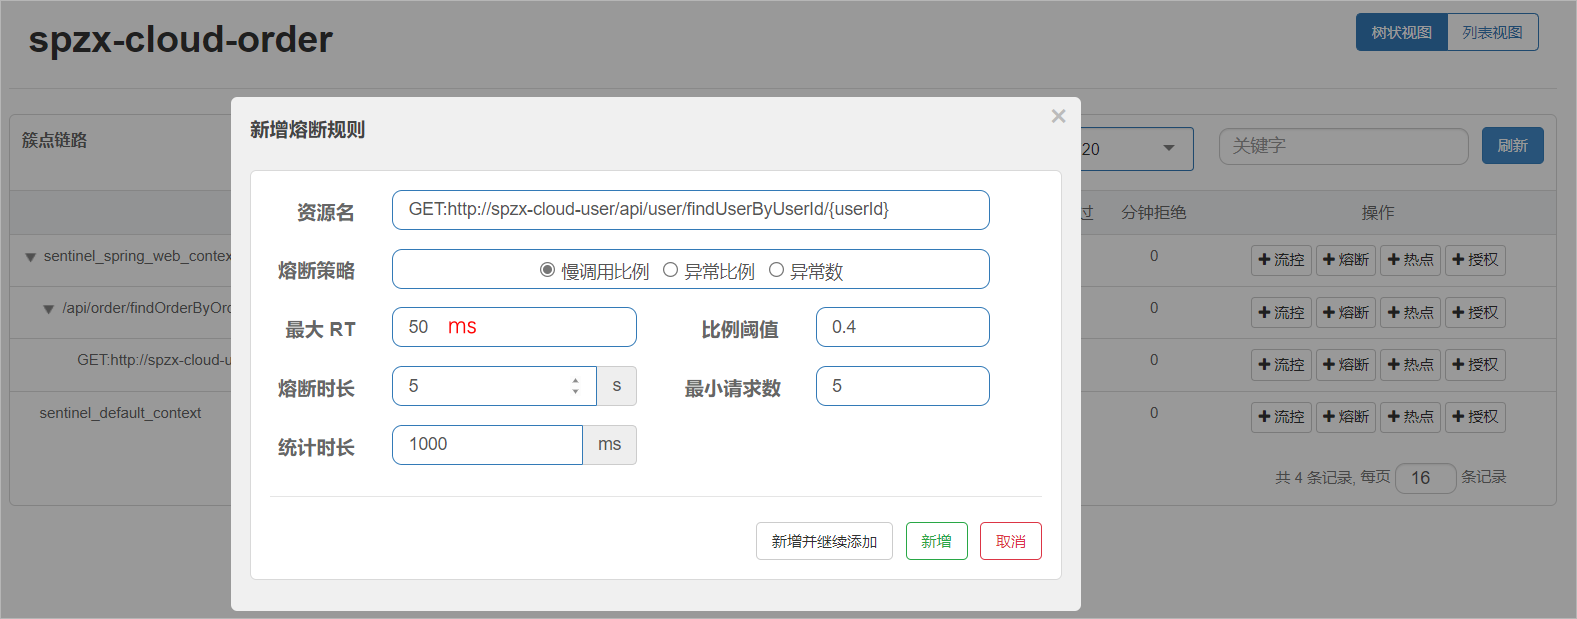 spzx-cloud-order
树状视图 列表视图
新增熔断规则
×
簇点链路
20
关键字
刷新
资源名
GET:http://spzx-cloud-user/api/user/findUserByUserId/{userId}
过 分钟拒绝 操作
sentinel_spring_web_contex
0
流控 熔断 热点 授权
熔断策略
慢调用比例 异常比例 异常数
/api/order/findOrderByOrd
0
流控 熔断 热点 授权
最大 RT
50 ms
比例阈值
0.4
GET:http://spzx-cloud-u
0
流控 熔断 热点 授权
熔断时长
5 s
最小请求数
5
sentinel_default_context
0
流控 熔断 热点 授权
统计时长
1000 ms
共 4 条记录, 每页 16 条记录
新增并继续添加 新增 取消